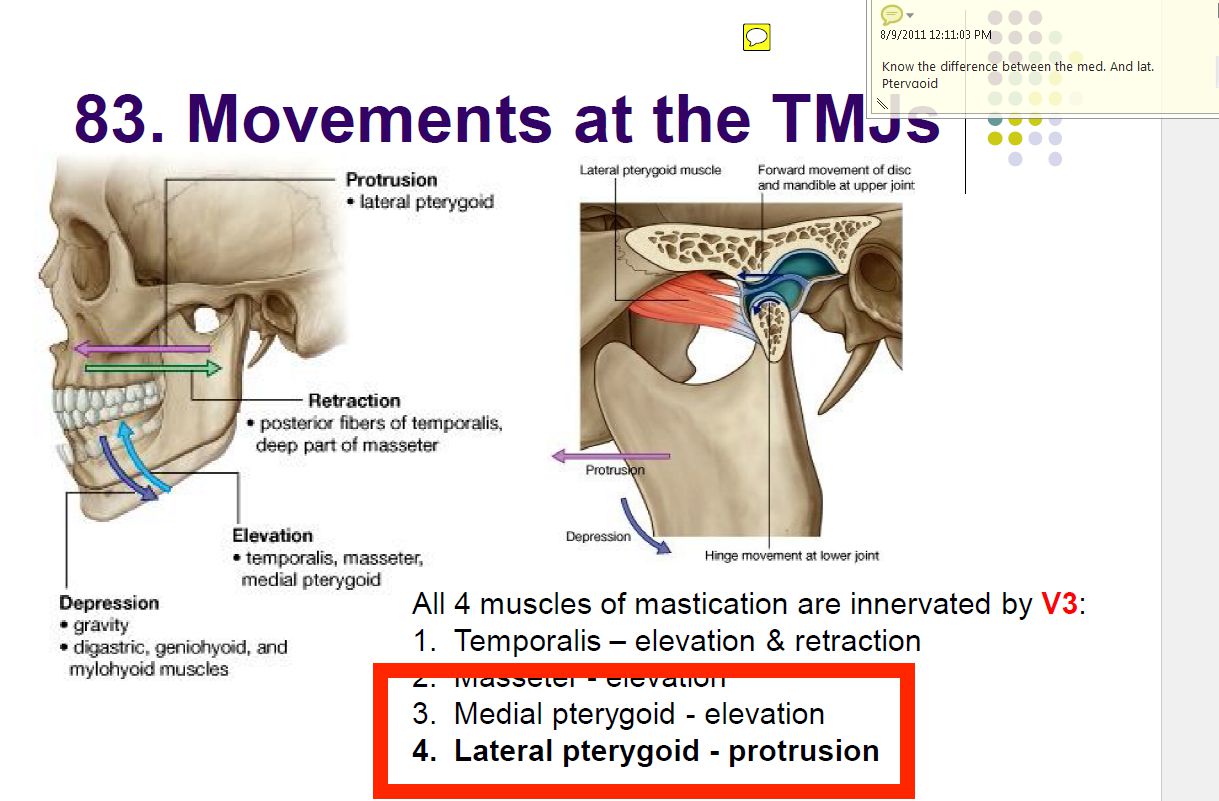 8/9/2011 12:11:03 PM
Know the difference between the med. And lat.
Pterygoid
83. Movements at the TMJs
Protrusion
• lateral pterygoid
Retraction
• posterior fibers of temporalis,
deep part of masseter
Elevation
• temporalis, masseter,
medial pterygoid
Depression
• gravity
• digastric, geniohyoid, and
mylohyoid muscles
Lateral pterygoid muscle
Forward movement of disc
and mandible at upper joint
Protrusion
Depression
Hinge movement at lower joint
All 4 muscles of mastication are innervated by V3:
1. Temporalis – elevation & retraction
2. Masseter - elevation
3. Medial pterygoid - elevation
4. Lateral pterygoid - protrusion